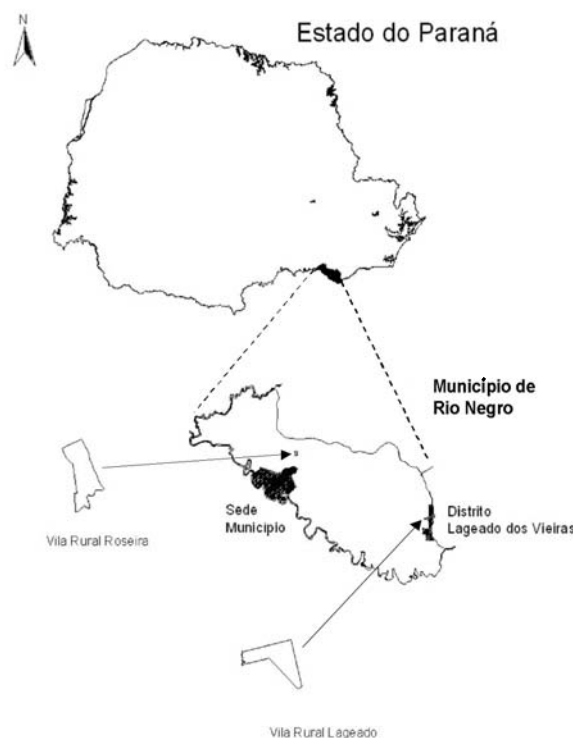 N
Estado do Paraná
Município de
Rio Negro
Sede
Município
Distrito
Lageado dos Vieiras
Vila Rural Roseira
Vila Rural Lageado